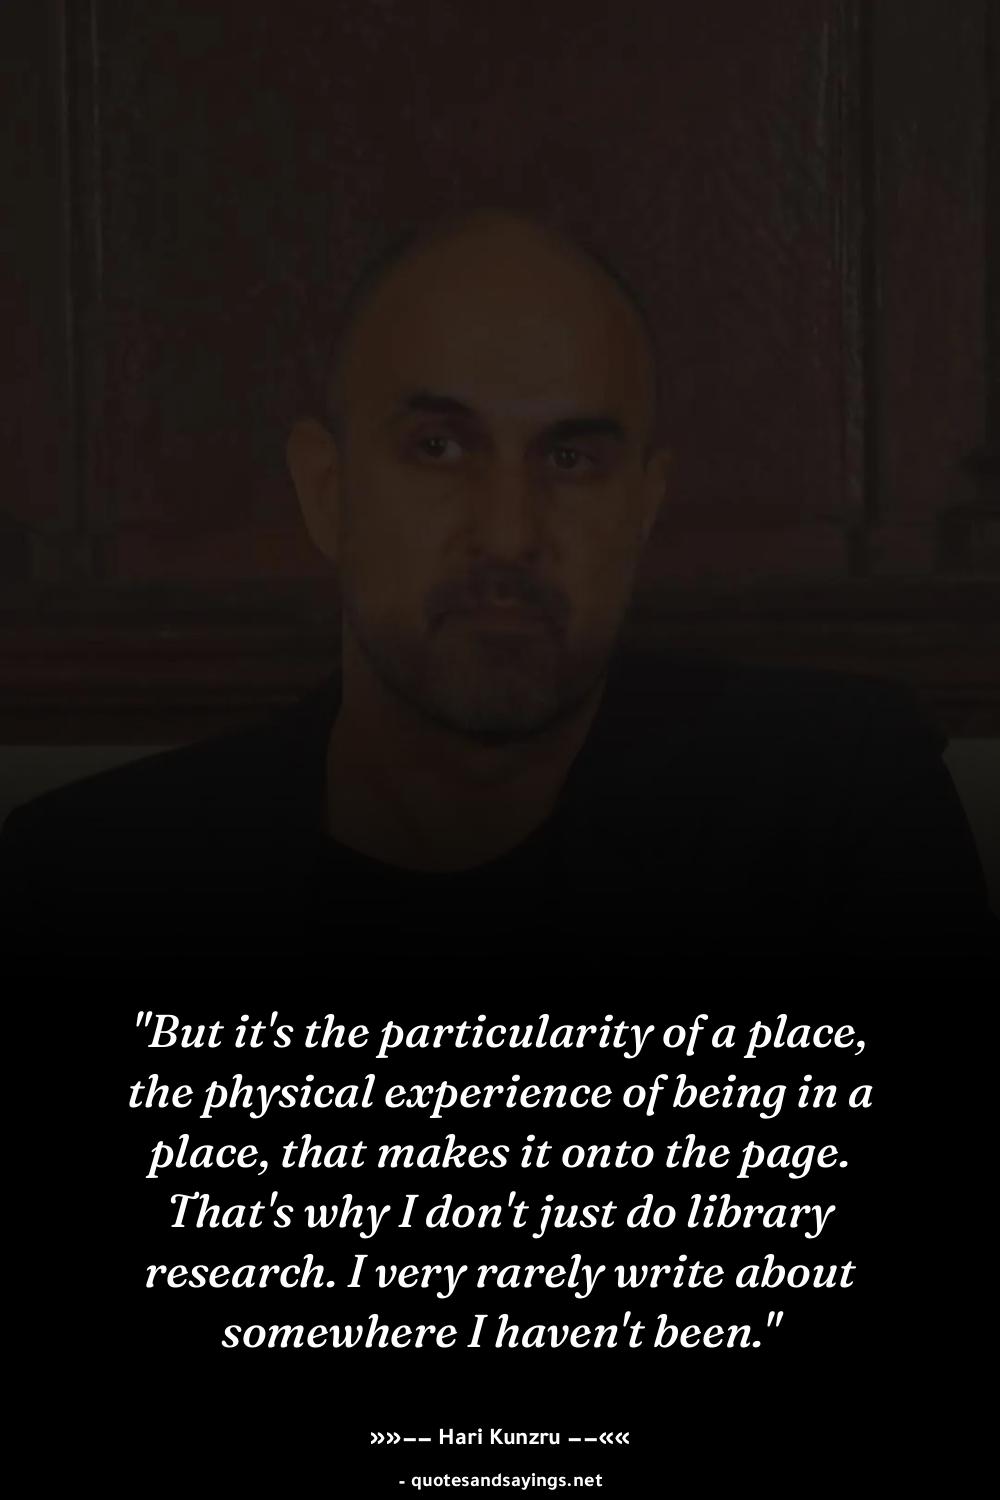 "But it's the particularity of a place,
the physical experience of being in a
place, that makes it onto the page.
That's why I don't just do library
research. I very rarely write about
somewhere I haven't been."
»»−− Hari Kunzru −−««
- quotesandsayings.net